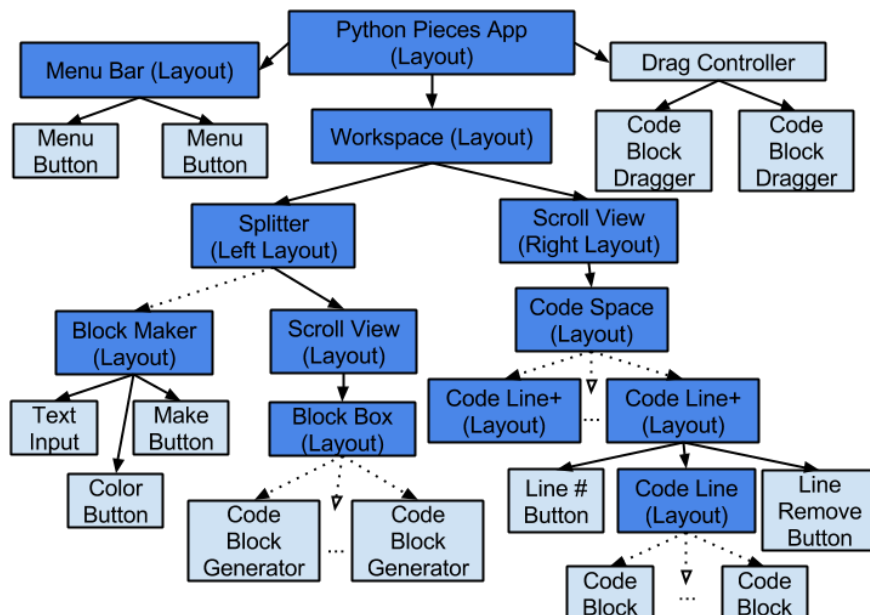 Python Pieces App
(Layout)
Menu Bar (Layout)
Drag Controller
Menu
Button
Menu
Button
Workspace (Layout)
Code
Block
Dragger
Code
Block
Dragger
Splitter
(Left Layout)
Scroll View
(Right Layout)
Block Maker
(Layout)
Scroll View
(Layout)
Code Space
(Layout)
Text
Input
Make
Button
Color
Button
Block Box
(Layout)
Code Line+
(Layout)
...
Code Line+
(Layout)
Code
Block
Generator
...
Code
Block
Generator
Line #
Button
Code Line
(Layout)
Line
Remove
Button
Code
Block
...
Code
Block